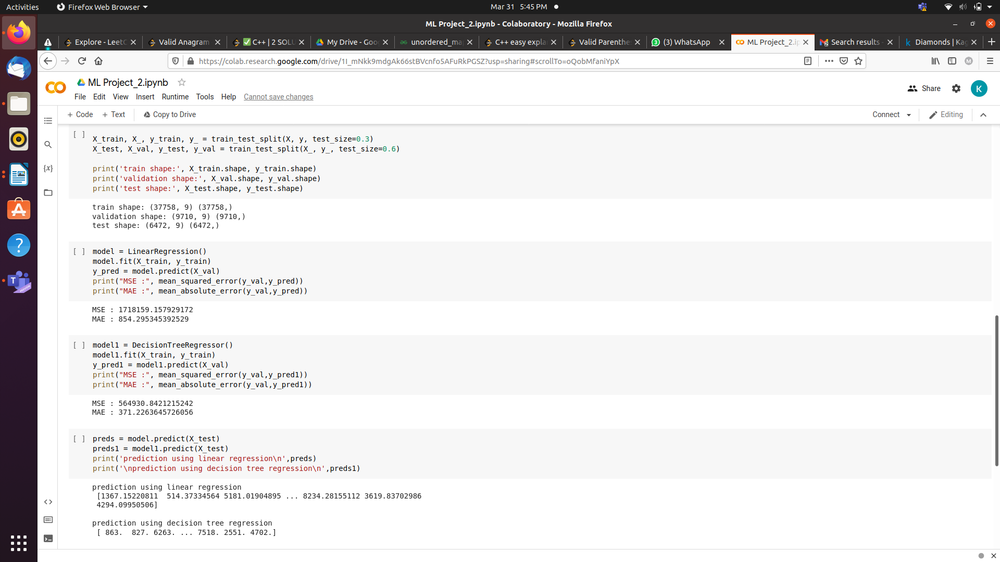 Activities
Firefox Web Browser
Mar 31 5:45 PM
ML Project_2.ipynb - Colaboratory - Mozilla Firefox
Explore - LeetC
Valid Anagram
C++ | 2 SOLU
My Drive - Goo
unordered_ma
C++ easy expla
Valid Parenthe
(3) WhatsApp
ML Project_2.ip
Search results -
Diamonds | Kag
https://colab.research.google.com/drive/1I_mNkk9mdgAk66stBVcnfo5AFuRkPGSZ?usp=sharing#scrollTo=oQobMfaniYpX
M
ML Project_2.ipynb
Share
K
File Edit View Insert Runtime Tools Help Cannot save changes
+ Code + Text Copy to Drive
Connect
Editing
[ ]
X_train, X_, y_train, y_ = train_test_split(X, y, test_size=0.3)
X_test, X_val, y_test, y_val = train_test_split(X_, y_, test_size=0.6)
print('train shape:', X_train.shape, y_train.shape)
print('validation shape:', X_val.shape, y_val.shape)
print('test shape:', X_test.shape, y_test.shape)
train shape: (37758, 9) (37758,)
validation shape: (9710, 9) (9710,)
test shape: (6472, 9) (6472,)
[ ] model = LinearRegression()
model.fit(X_train, y_train)
y_pred = model.predict(X_val)
print("MSE :", mean_squared_error(y_val,y_pred))
print("MAE :", mean_absolute_error(y_val,y_pred))
MSE : 1718159.157929172
MAE : 854.295345392529
[ ] model1 = DecisionTreeRegressor()
model1.fit(X_train, y_train)
y_pred1 = model1.predict(X_val)
print("MSE :", mean_squared_error(y_val,y_pred1))
print("MAE :", mean_absolute_error(y_val,y_pred1))
MSE : 564930.8421215242
MAE : 371.2263645726056
[ ] preds = model.predict(X_test)
preds1 = model1.predict(X_test)
print('prediction using linear regression\n',preds)
print('\nprediction using decision tree regression\n',preds1)
prediction using linear regression
[1367.15220811 514.37334564 5181.01904895 ... 8234.28155112 3619.83702986
4294.09950506]
prediction using decision tree regression
[ 863. 827. 6263. ... 7518. 2551. 4702.]